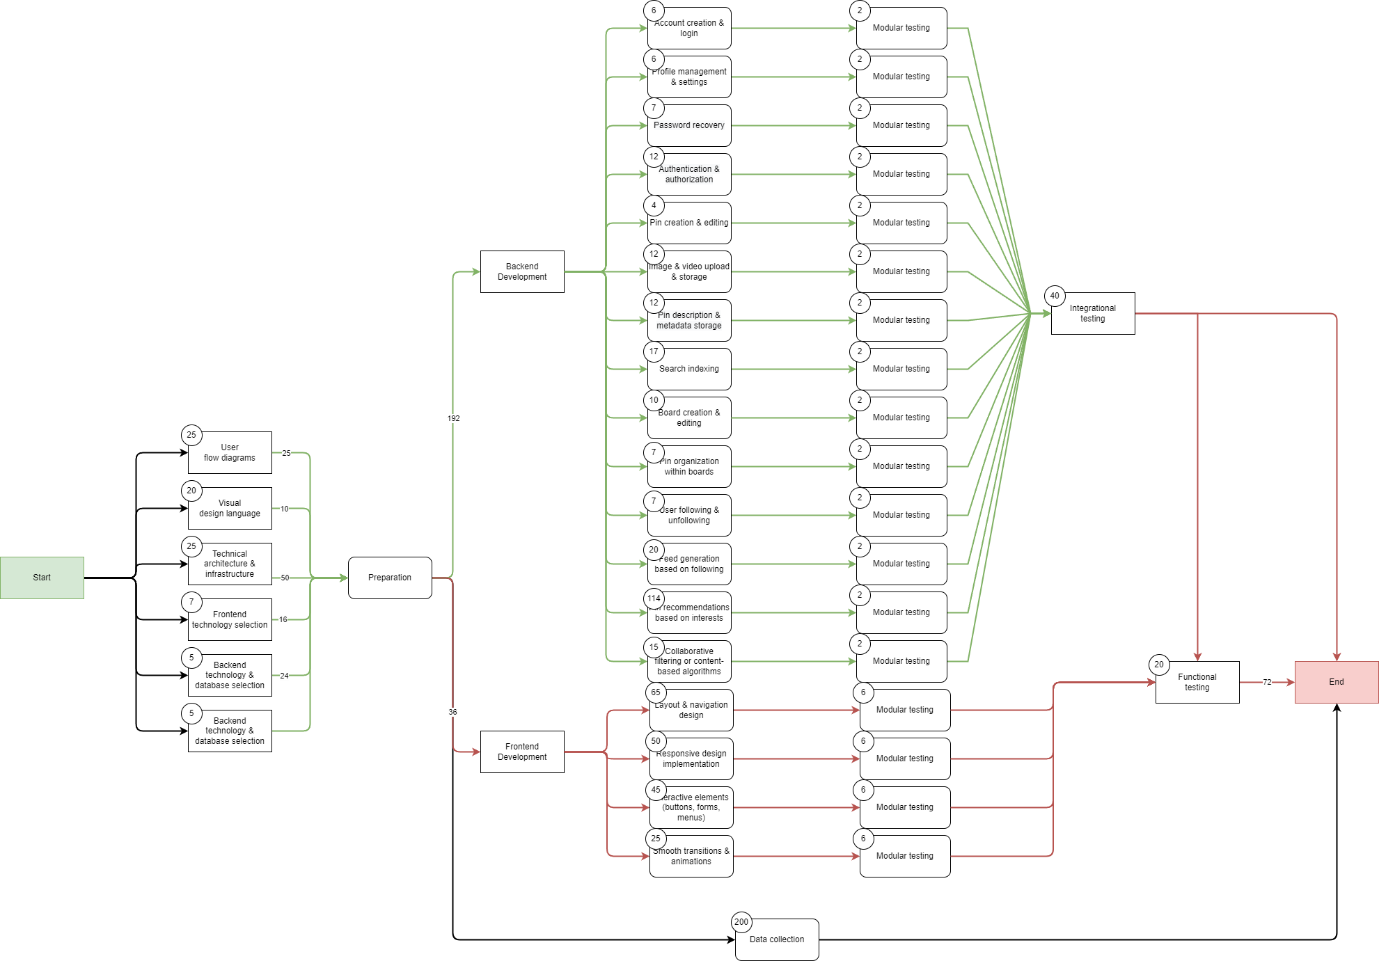 Start
25
User
flow diagrams
25
20
Visual
design language
10
25
Technical
architecture &
infrastructure
50
7
Frontend
technology selection
16
5
Backend
technology &
database selection
24
5
Backend
technology &
database selection
Preparation
192
36
Backend
Development
Frontend
Development
6
Account creation &
login
2
Modular testing
6
Profile management
& settings
2
Modular testing
7
Password recovery
2
Modular testing
12
Authentication &
authorization
2
Modular testing
4
Pin creation & editing
2
Modular testing
12
Image & video upload
& storage
2
Modular testing
12
Pin description &
metadata storage
2
Modular testing
17
Search indexing
2
Modular testing
10
Board creation &
editing
2
Modular testing
7
Pin organization
within boards
2
Modular testing
7
User following &
unfollowing
2
Modular testing
20
Feed generation
based on following
2
Modular testing
114
recommendations
based on interests
2
Modular testing
15
Collaborative
filtering or content-
based algorithms
2
Modular testing
65
Layout & navigation
design
6
Modular testing
50
Responsive design
implementation
6
Modular testing
45
eractive elements
(buttons, forms,
menus)
6
Modular testing
25
Smooth transitions &
animations
6
Modular testing
40
Integrational
testing
20
Functional
testing
72
End
200
Data collection